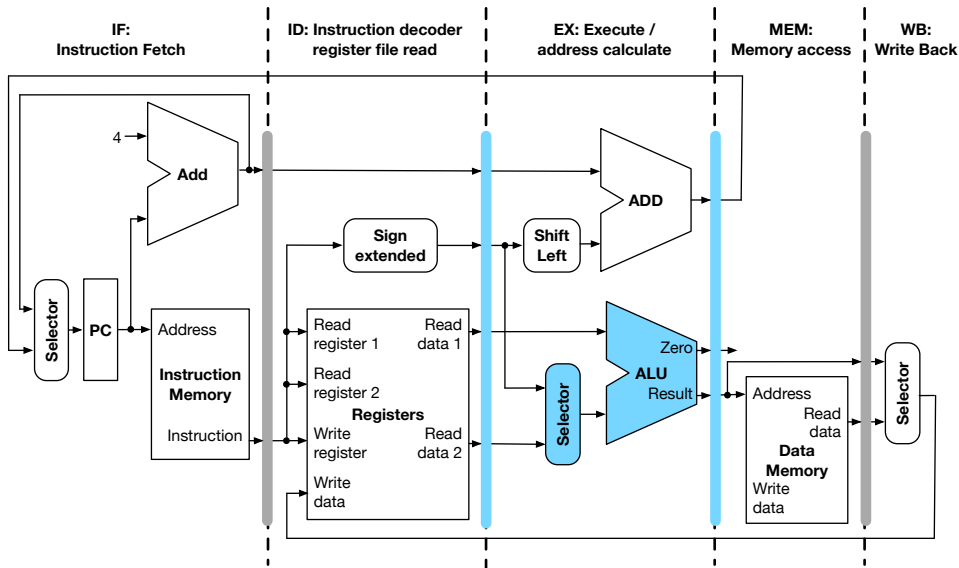 IF:
Instruction Fetch
ID: Instruction decoder
register file read
EX: Execute /
address calculate
MEM:
Memory access
WB:
Write Back
4
Add
ADD
Sign
extended
Shift
Left
Selector
PC
Address
Instruction
Memory
Instruction
Read
register 1
Read
data 1
Read
register 2
Registers
Write
register
Read
data 2
Write
data
Selector
Zero
ALU
Result
Address
Read
data
Data
Memory
Write
data
Selector